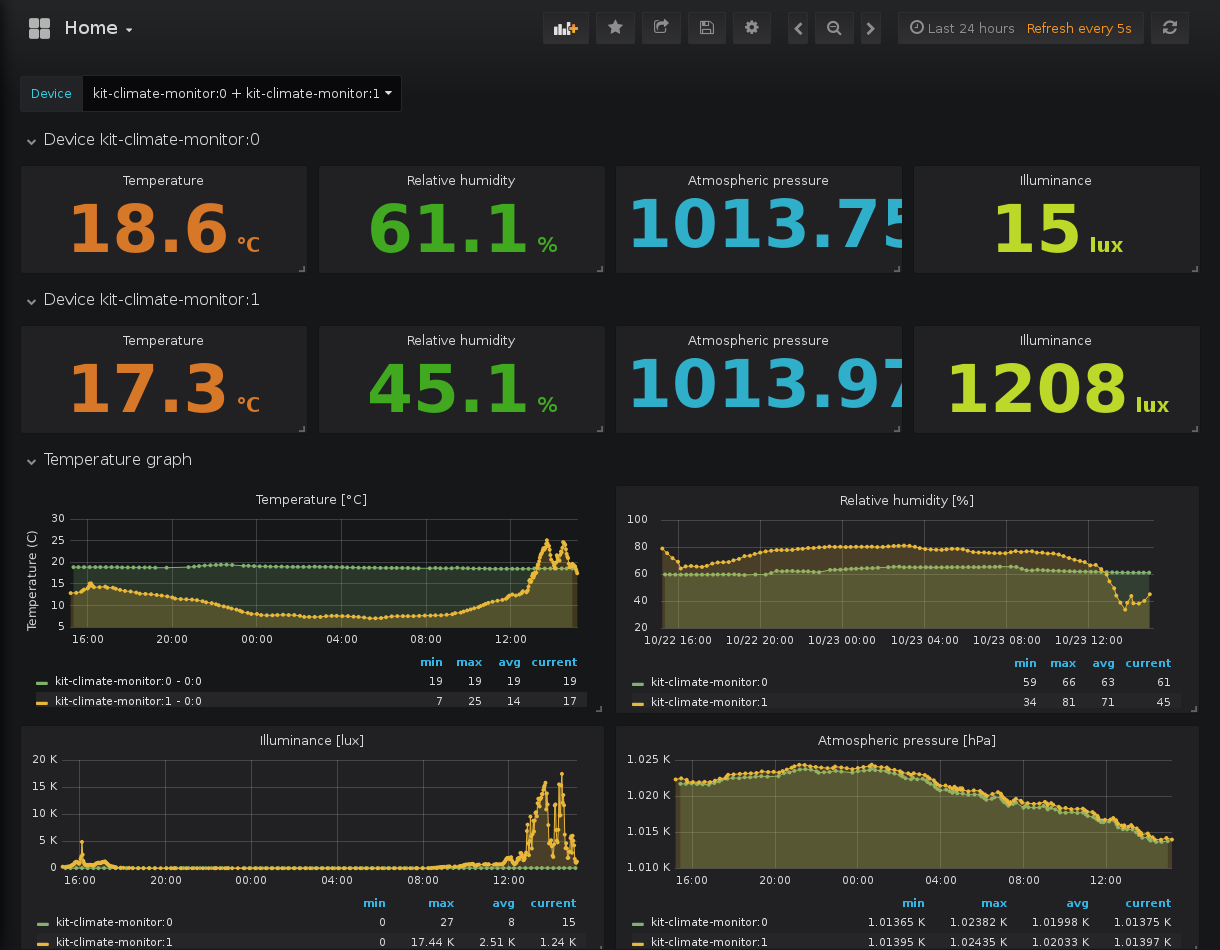 Home
Last 24 hours Refresh every 5s
Device kit-climate-monitor:0 + kit-climate-monitor:1
Device kit-climate-monitor:0
Temperature Relative humidity Atmospheric pressure Illuminance
18.6 °C 61.1 % 1013.75 15 lux
Device kit-climate-monitor:1
Temperature Relative humidity Atmospheric pressure Illuminance
17.3 °C 45.1 % 1013.97 1208 lux
Temperature graph
Temperature [°C]
Temperature (C)
30
25
20
15
10
5
16:00 20:00 00:00 04:00 08:00 12:00
min max avg current
kit-climate-monitor:0 - 0:0 19 19 19 19
kit-climate-monitor:1 - 0:0 7 25 14 17
Relative humidity [%]
100
80
60
40
20
10/22 16:00 10/22 20:00 10/23 00:00 10/23 04:00 10/23 08:00 10/23 12:00
min max avg current
kit-climate-monitor:0 59 66 63 61
kit-climate-monitor:1 34 81 71 45
Illuminance [lux]
20 K
15 K
10 K
5 K
0
16:00 20:00 00:00 04:00 08:00 12:00
min max avg current
kit-climate-monitor:0 0 27 8 15
kit-climate-monitor:1 0 17.44 K 2.51 K 1.24 K
Atmospheric pressure [hPa]
1.025 K
1.020 K
1.015 K
1.010 K
16:00 20:00 00:00 04:00 08:00 12:00
min max avg current
kit-climate-monitor:0 1.01365 K 1.02382 K 1.01998 K 1.01375 K
kit-climate-monitor:1 1.01395 K 1.02435 K 1.02033 K 1.01397 K